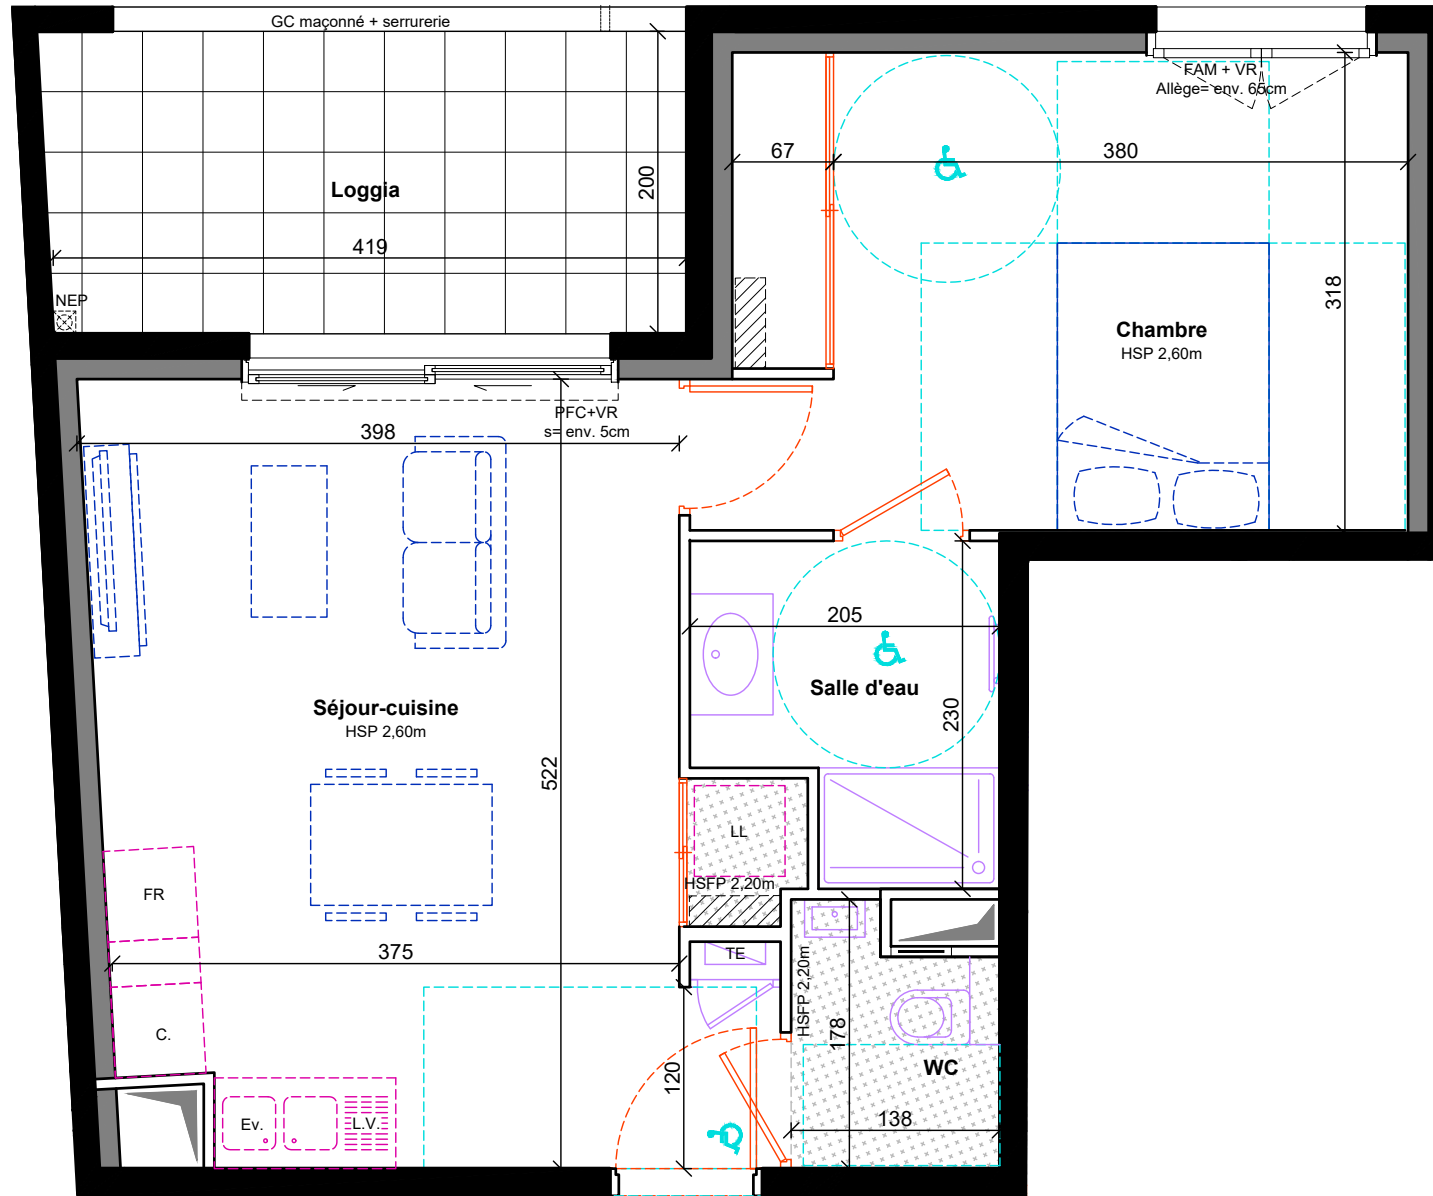 GC maçonné + serrurerie
FAM + VR
Allège= env. 65cm
67
380
Loggia
200
419
318
NEP
Chambre
HSP 2,60m
PFC+VR
s= env. 5cm
398
205
Salle d'eau
230
Séjour-cuisine
HSP 2,60m
522
LL
HSFP 2,20m
FR
375
TE
HSFP 2,20m
178
C.
WC
120
138
Ev.
L.V.